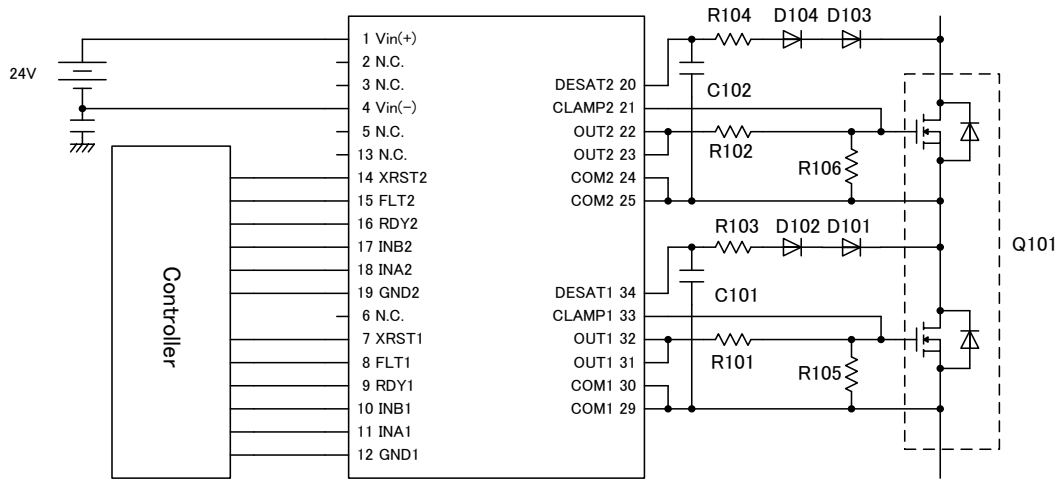 24V
Controller
1 Vin(+)
2 N.C.
3 N.C.
4 Vin(-)
5 N.C.
13 N.C.
14 XRST2
15 FLT2
16 RDY2
17 INB2
18 INA2
19 GND2
6 N.C.
7 XRST1
8 FLT1
9 RDY1
10 INB1
11 INA1
12 GND1
DESAT2 20
CLAMP2 21
OUT2 22
OUT2 23
COM2 24
COM2 25
DESAT1 34
CLAMP1 33
OUT1 32
OUT1 31
COM1 30
COM1 29
R104
D104
D103
C102
R102
R106
R103
D102
D101
C101
R101
R105
Q101